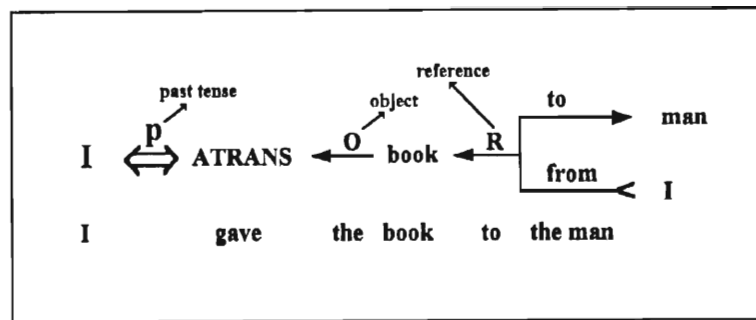 reference
past tense
object
to
p
O
R
man
I
ATRANS
book
from
I
I gave the book to the man